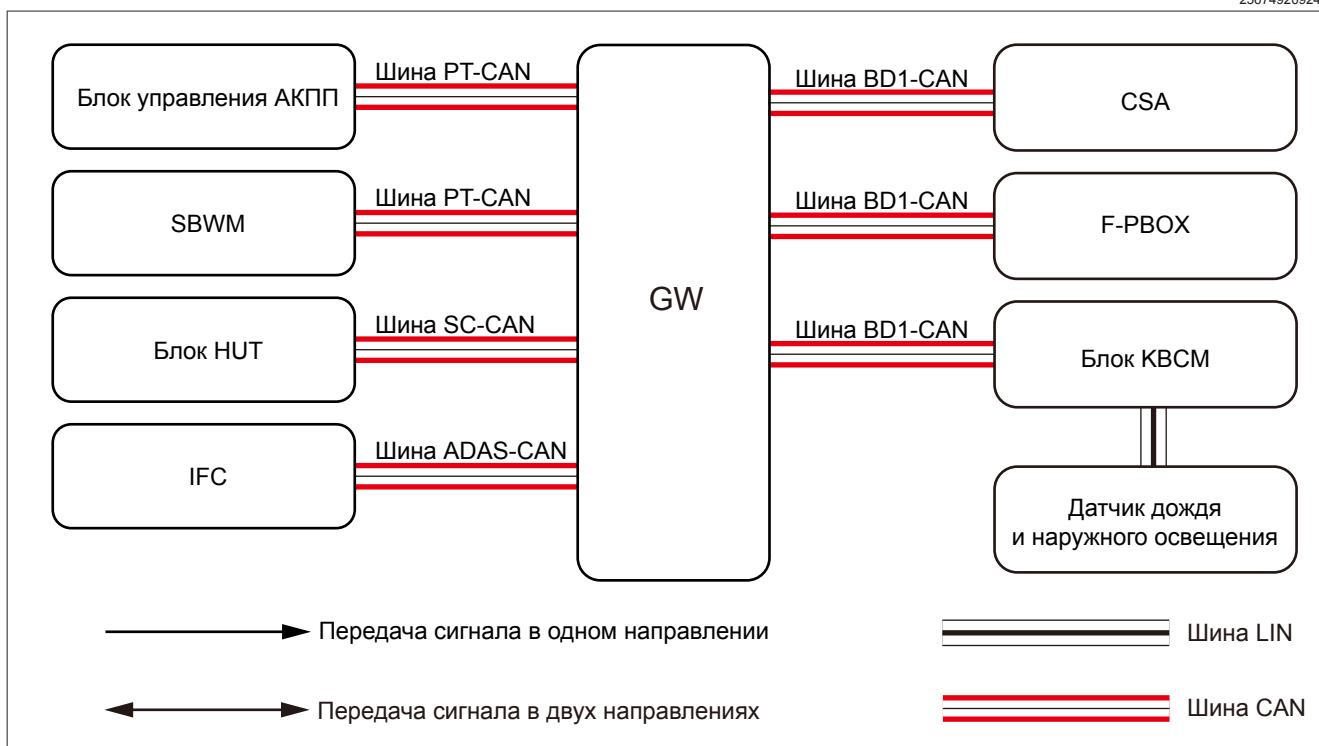 Блок управления АКПП
Шина PT-CAN
SBWM
Шина PT-CAN
Блок HUT
Шина SC-CAN
IFC
Шина ADAS-CAN
GW
Шина BD1-CAN
CSA
Шина BD1-CAN
F-PBOX
Шина BD1-CAN
Блок KBCM
Датчик дождя
и наружного освещения
Передача сигнала в одном направлении
Шина LIN
Передача сигнала в двух направлениях
Шина CAN